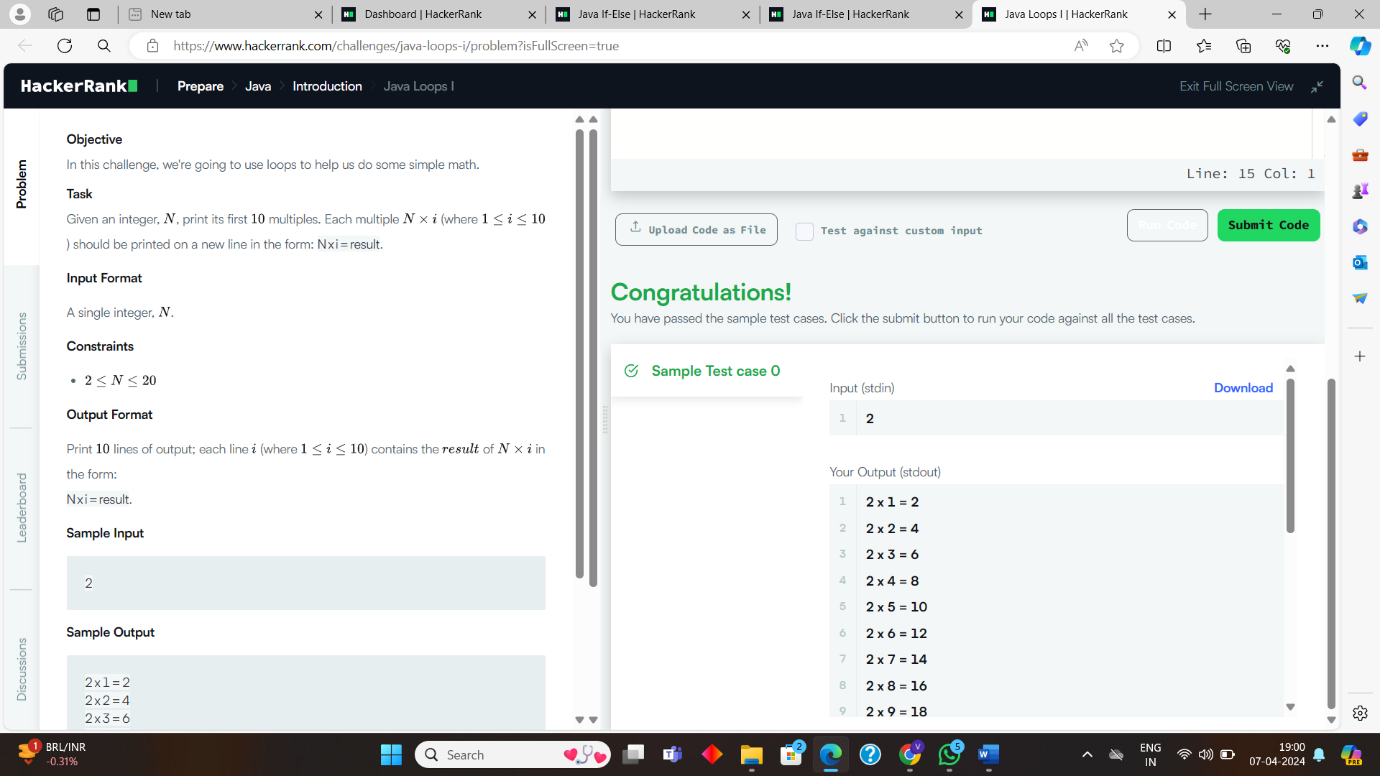 New tab
Dashboard | HackerRank
Java If-Else | HackerRank
Java If-Else | HackerRank
Java Loops I | HackerRank
https://www.hackerrank.com/challenges/java-loops-i/problem?isFullScreen=true
HackerRank
Prepare
Java
Introduction
Java Loops I
Exit Full Screen View
Problem
Submissions
Leaderboard
Discussions
Objective
In this challenge, we're going to use loops to help us do some simple math.
Task
Given an integer, N, print its first 10 multiples. Each multiple N × i (where 1 ≤ i ≤ 10
) should be printed on a new line in the form: N x i = result.
Input Format
A single integer, N.
Constraints
• 2 ≤ N ≤ 20
Output Format
Print 10 lines of output; each line i (where 1 ≤ i ≤ 10) contains the result of N × i in
the form:
N x i = result.
Sample Input
2
Sample Output
2 x 1 = 2
2 x 2 = 4
2 x 3 = 6
Line: 15 Col: 1
Upload Code as File
Test against custom input
Run Code
Submit Code
Congratulations!
You have passed the sample test cases. Click the submit button to run your code against all the test cases.
Sample Test case 0
Input (stdin)
Download
1 2
Your Output (stdout)
1 2 x 1 = 2
2 2 x 2 = 4
3 2 x 3 = 6
4 2 x 4 = 8
5 2 x 5 = 10
6 2 x 6 = 12
7 2 x 7 = 14
8 2 x 8 = 16
9 2 x 9 = 18
1
BRL/INR
-0.31%
Search
2
V
5
ENG
IN
19:00
07-04-2024
PRE